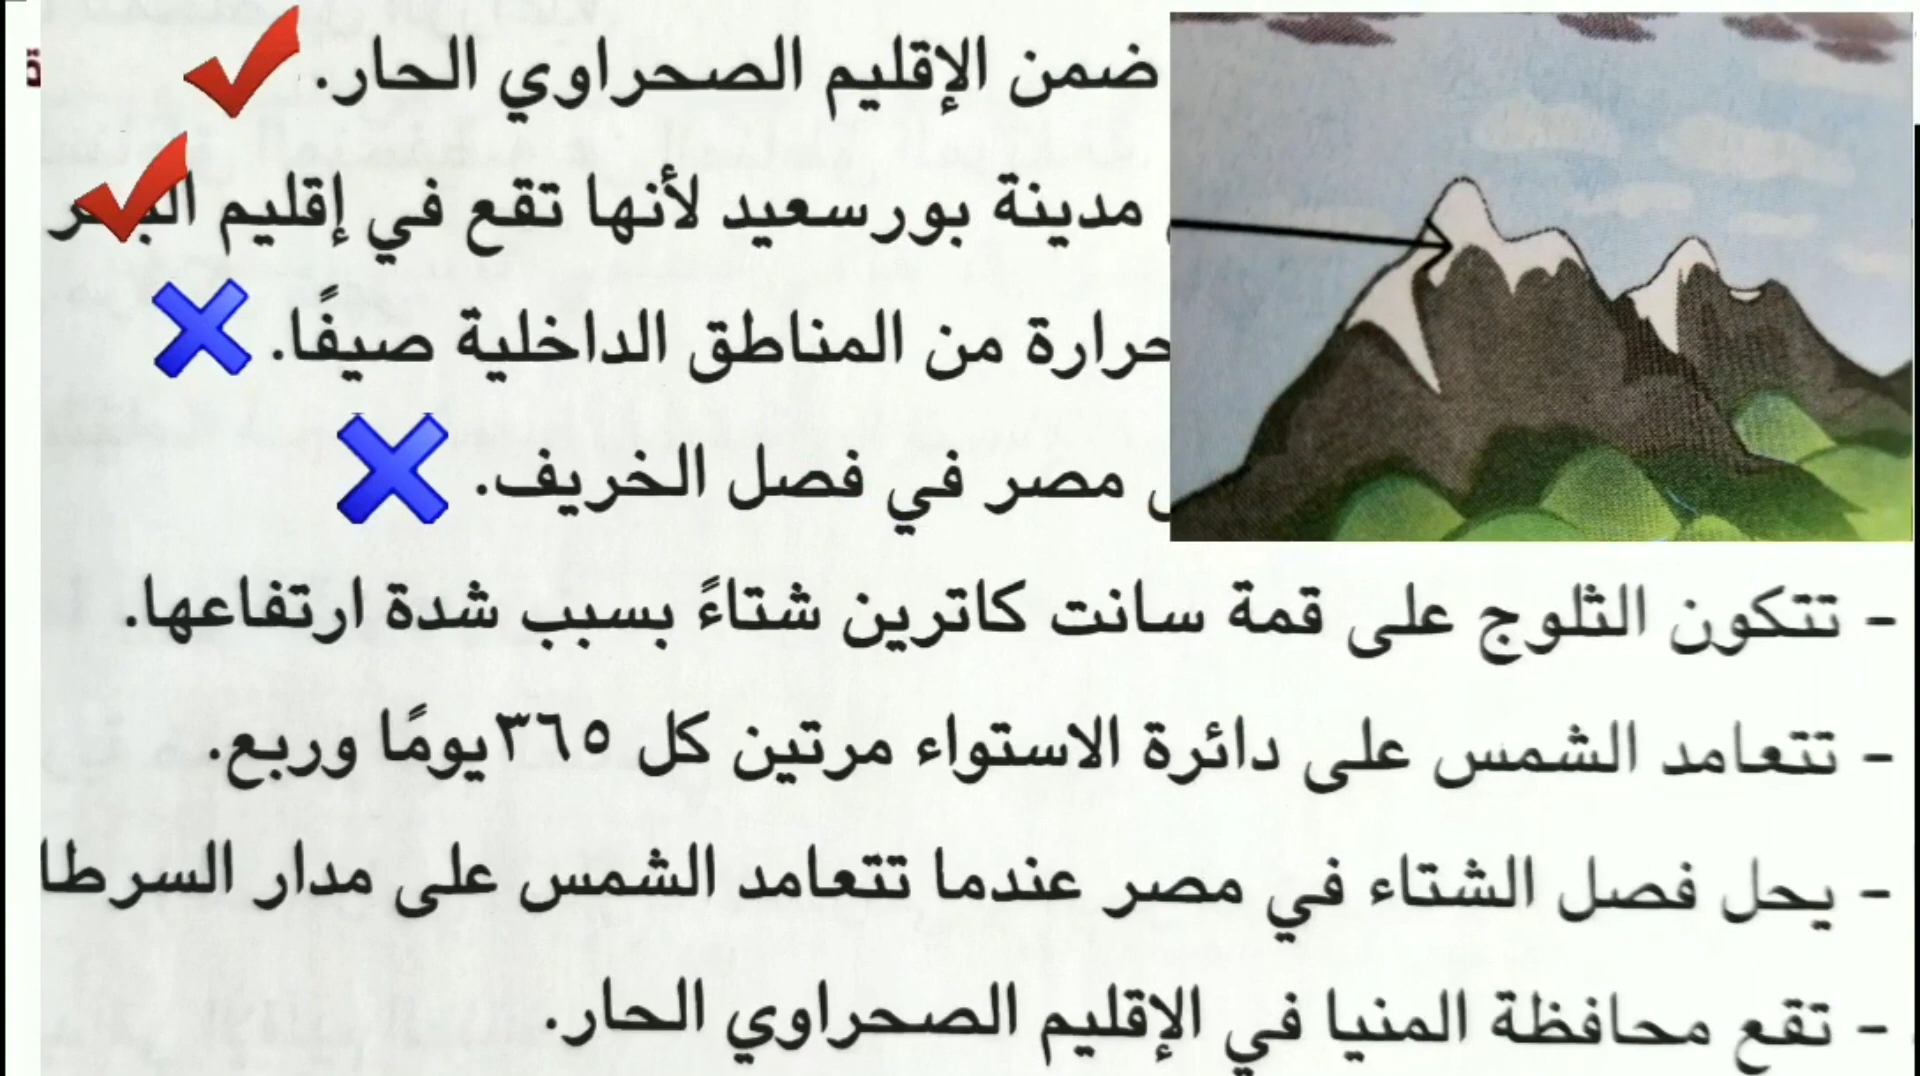 ضمن الإقليم الصحراوي الحار.
مدينة بورسعيد لأنها تقع في إقليم
حرارة من المناطق الداخلية صيفًا.
مصر في فصل الخريف.
- تتكون الثلوج على قمة سانت كاترين شتاءً بسبب شدة ارتفاعها.
- تتعامد الشمس على دائرة الاستواء مرتين كل ٣٦٥ يومًا وربع.
- يحل فصل الشتاء في مصر عندما تتعامد الشمس على مدار السرطا
- تقع محافظة المنيا في الإقليم الصحراوي الحار.